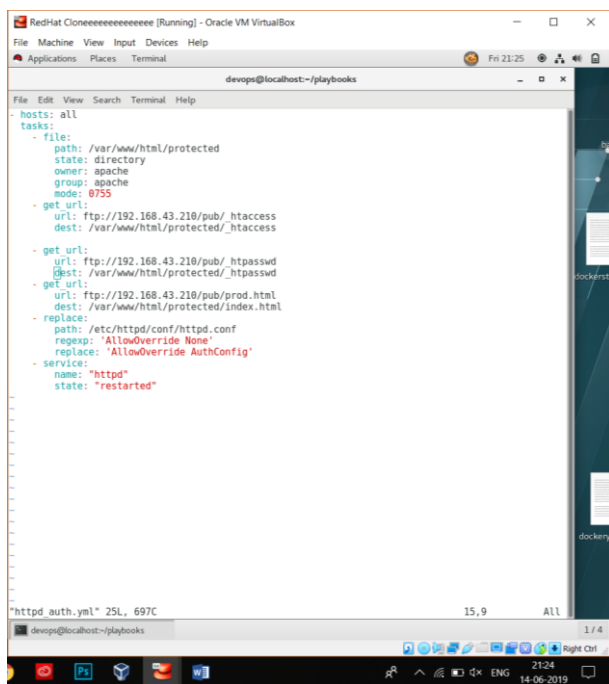 RedHat Cloneeeeeeeeeeeeee [Running] - Oracle VM VirtualBox
File Machine View Input Devices Help
Applications Places Terminal Fri 21:25
devops@localhost:~/playbooks
File Edit View Search Terminal Help
- hosts: all
  tasks:
    - file:
        path: /var/www/html/protected
        state: directory
        owner: apache
        group: apache
        mode: 0755
    - get_url:
        url: ftp://192.168.43.210/pub/_htaccess
        dest: /var/www/html/protected/_htaccess
    - get_url:
        url: ftp://192.168.43.210/pub/_htpasswd
        dest: /var/www/html/protected/_htpasswd
    - get_url:
        url: ftp://192.168.43.210/pub/prod.html
        dest: /var/www/html/protected/index.html
    - replace:
        path: /etc/httpd/conf/httpd.conf
        regexp: 'AllowOverride None'
        replace: 'AllowOverride AuthConfig'
    - service:
        name: "httpd"
        state: "restarted"
"httpd_auth.yml" 25L, 697C 15,9 All
dockerst
dockery
devops@localhost:~/playbooks 1 / 4
Right Ctrl
Ps
W
ENG
21:24
14-06-2019